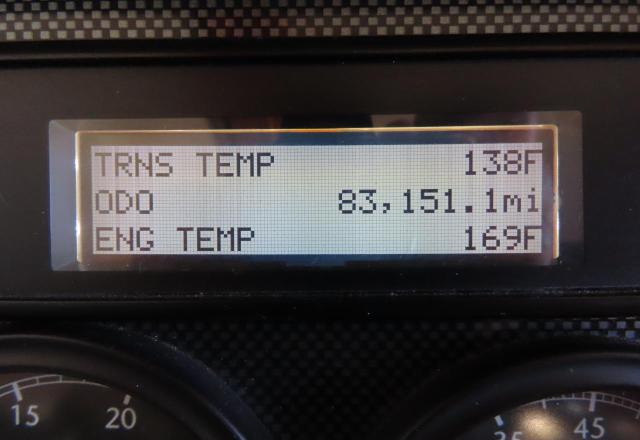 TRNS TEMP 138F
ODO 83,151.1mi
ENG TEMP 169F
15 20
45